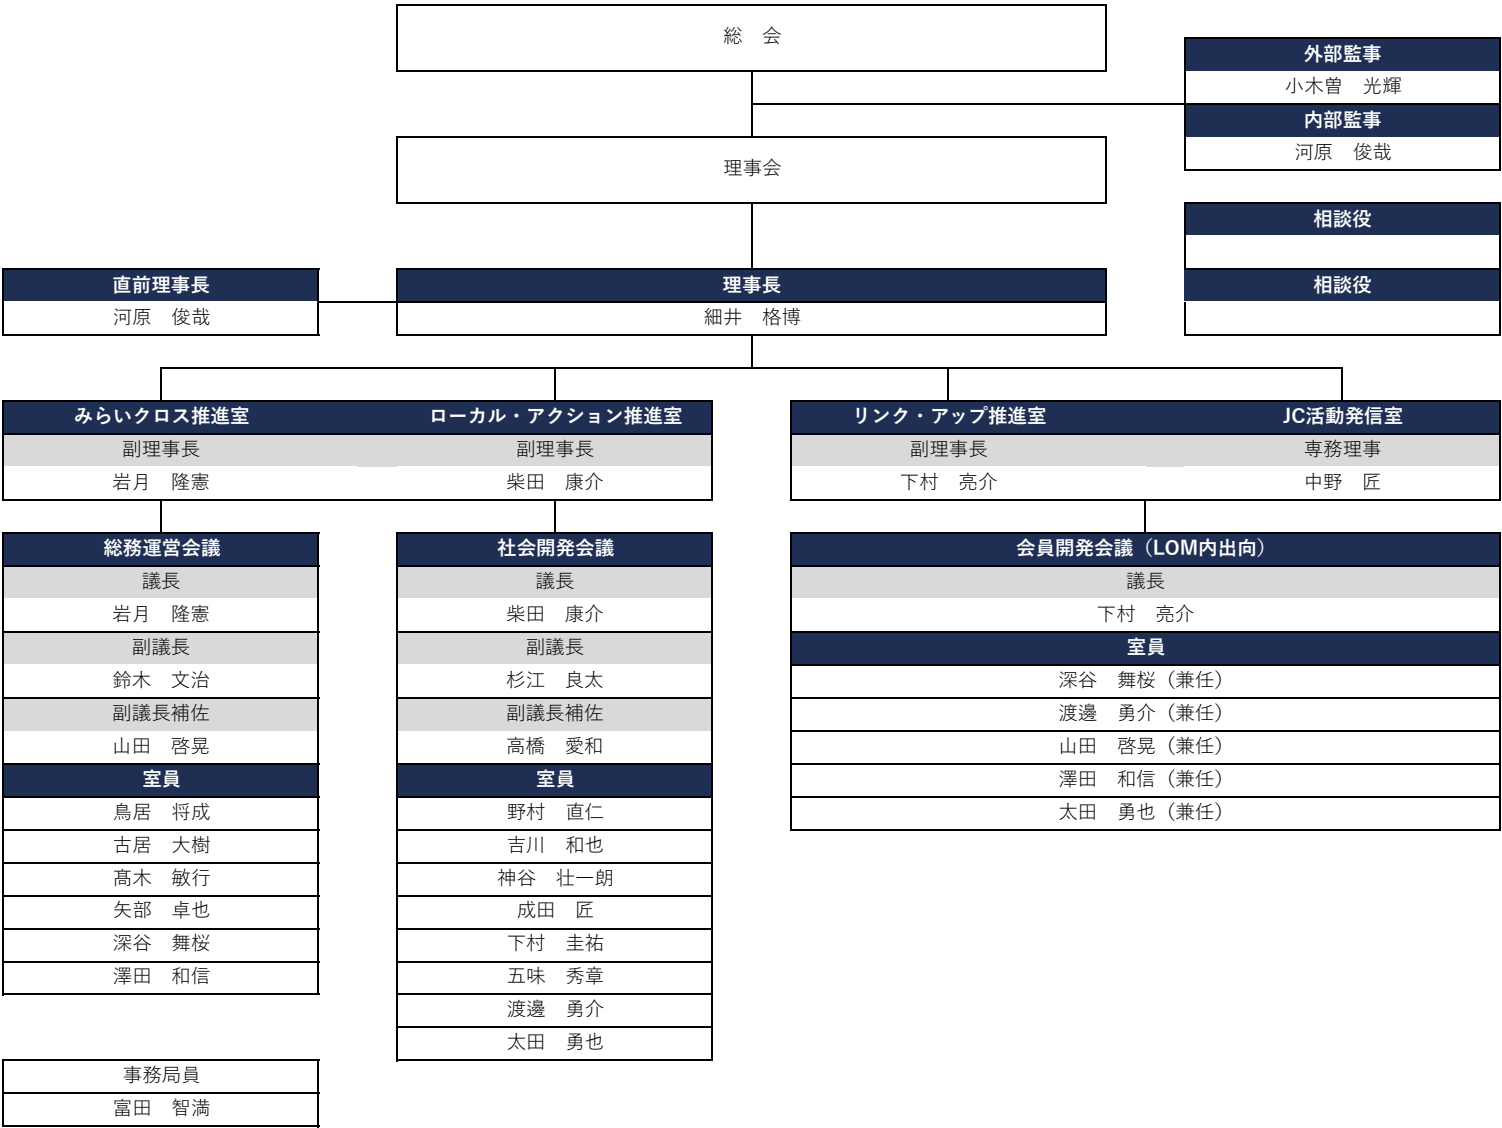 総　会
外部監事
小木曽　光輝
内部監事
河原　俊哉
理事会
相談役
相談役
直前理事長
河原　俊哉
理事長
細井　格博
みらいクロス推進室
副理事長
岩月　隆憲
ローカル・アクション推進室
副理事長
柴田　康介
リンク・アップ推進室
副理事長
下村　亮介
JC活動発信室
専務理事
中野　匠
総務運営会議
議長
岩月　隆憲
副議長
鈴木　文治
副議長補佐
山田　啓晃
室員
鳥居　将成
古居　大樹
髙木　敏行
矢部　卓也
深谷　舞桜
澤田　和信
社会開発会議
議長
柴田　康介
副議長
杉江　良太
副議長補佐
高橋　愛和
室員
野村　直仁
吉川　和也
神谷　壮一朗
成田　匠
下村　圭祐
五味　秀章
渡邊　勇介
太田　勇也
会員開発会議（LOM内出向）
議長
下村　亮介
室員
深谷　舞桜（兼任）
渡邊　勇介（兼任）
山田　啓晃（兼任）
澤田　和信（兼任）
太田　勇也（兼任）
事務局員
富田　智満